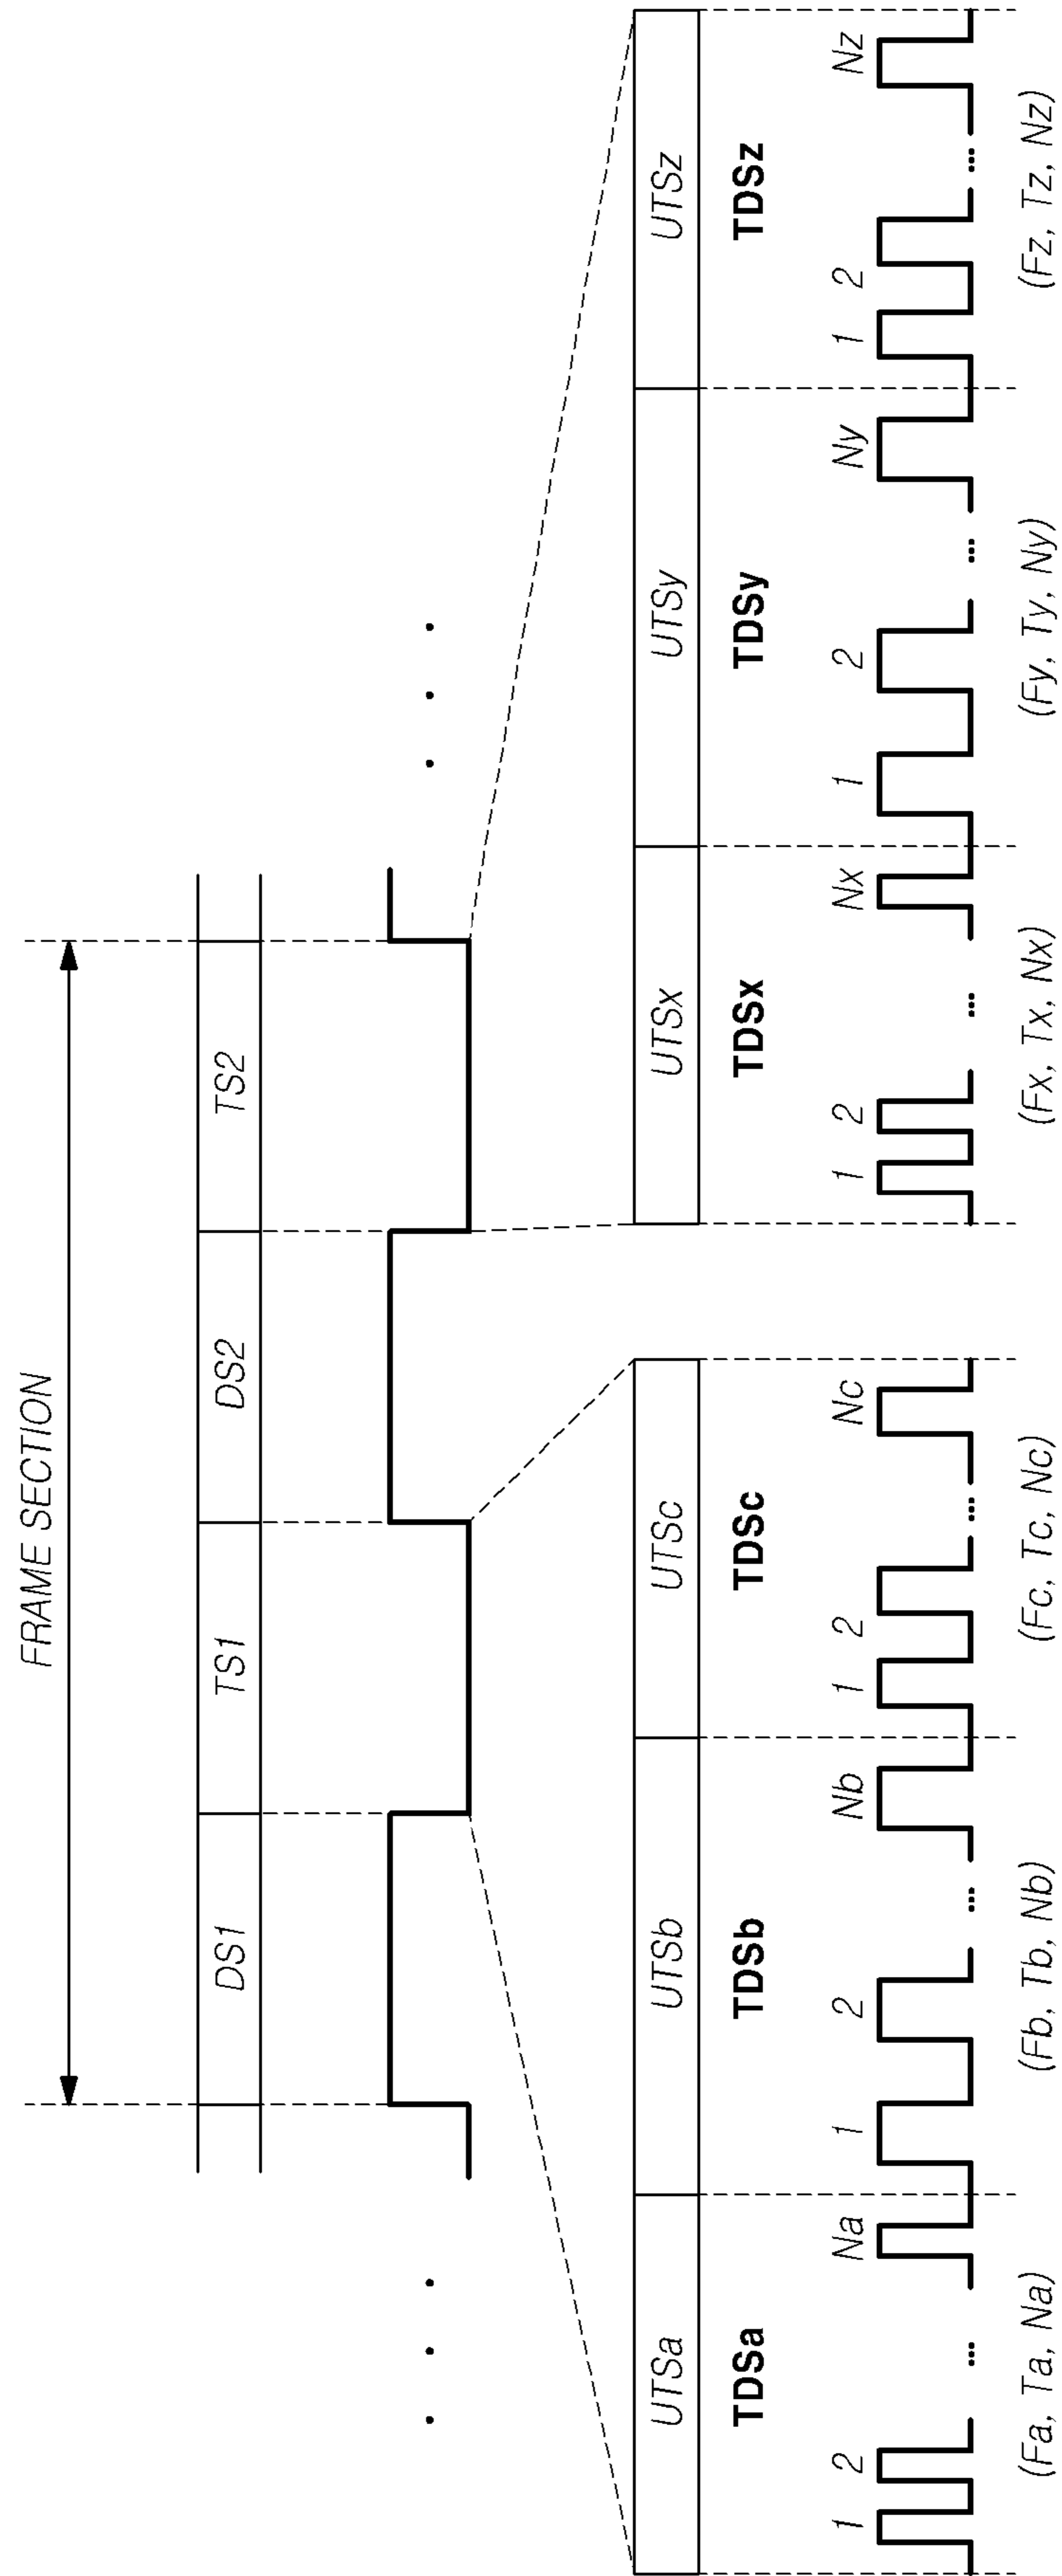 FRAME SECTION
DS1 TS1 DS2 TS2
. . . . . .
UTSa UTSb UTSc UTSx UTSy UTSz
TDSa TDSb TDSc TDSx TDSy TDSz
1 2 Na 1 2 Nb 1 2 Nc 1 2 Nx 1 2 Ny 1 2 Nz
... ... ... ... ... ...
(Fa, Ta, Na) (Fb, Tb, Nb) (Fc, Tc, Nc) (Fx, Tx, Nx) (Fy, Ty, Ny) (Fz, Tz, Nz)